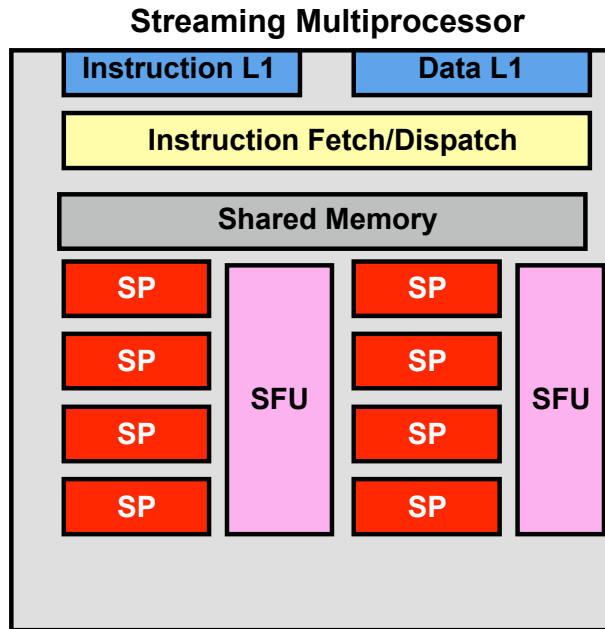 Streaming Multiprocessor
Instruction L1
Data L1
Instruction Fetch/Dispatch
Shared Memory
SP
SP
SP
SP
SFU
SP
SP
SP
SP
SFU